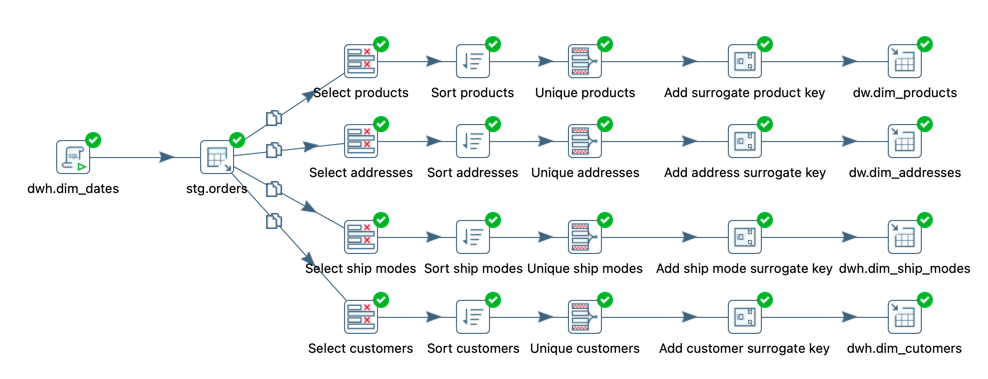 Select products
Sort products
Unique products
Add surrogate product key
dw.dim_products
SQL
dwh.dim_dates
stg.orders
Select addresses
Sort addresses
Unique addresses
Add address surrogate key
dw.dim_addresses
Select ship modes
Sort ship modes
Unique ship modes
Add ship mode surrogate key
dwh.dim_ship_modes
Select customers
Sort customers
Unique customers
Add customer surrogate key
dwh.dim_cutomers